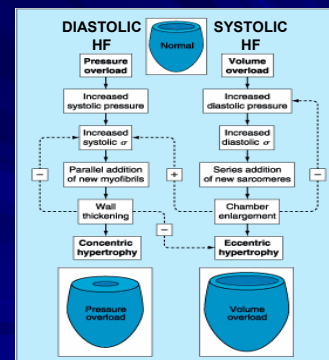 DIASTOLIC
HF
SYSTOLIC
HF
Normal
Pressure
overload
Volume
overload
Increased
systolic pressure
Increased
diastolic pressure
Increased
systolic σ
Increased
diastolic σ
Parallel addition
of new myofibrils
Series addition
of new sarcomeres
Wall
thickening
Chamber
enlargement
Concentric
hypertrophy
Eccentric
hypertrophy
−
+
−
−
Pressure
overload
Volume
overload